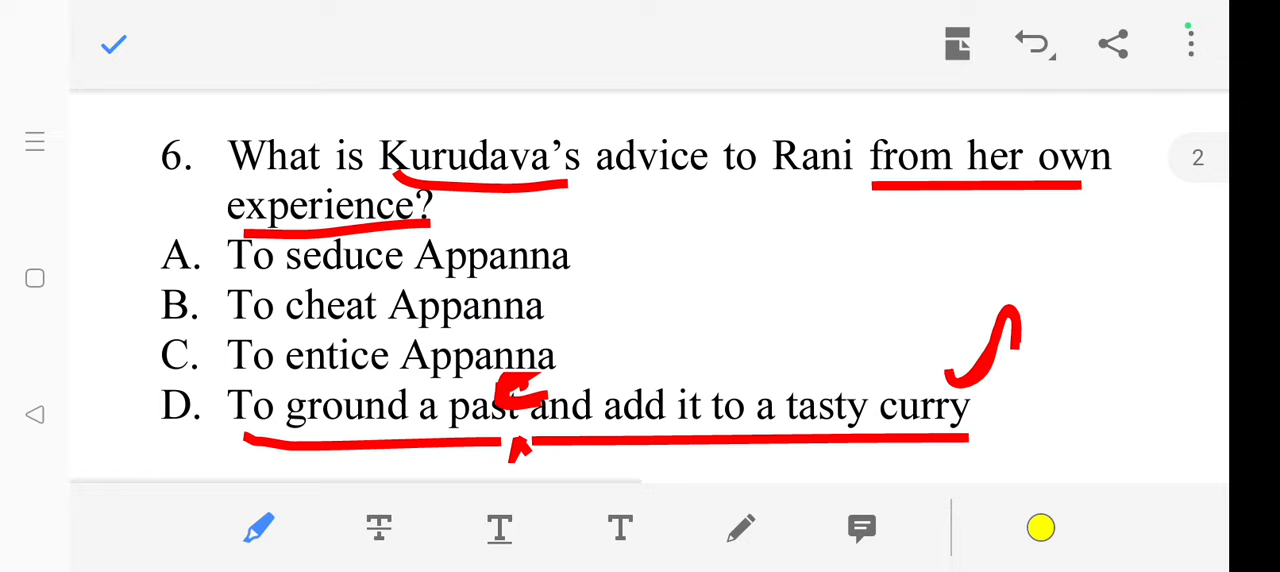 6. What is Kurudava's advice to Rani from her own
2
experience?
A. To seduce Appanna
B. To cheat Appanna
C. To entice Appanna
D. To ground a past and add it to a tasty curry
T T T